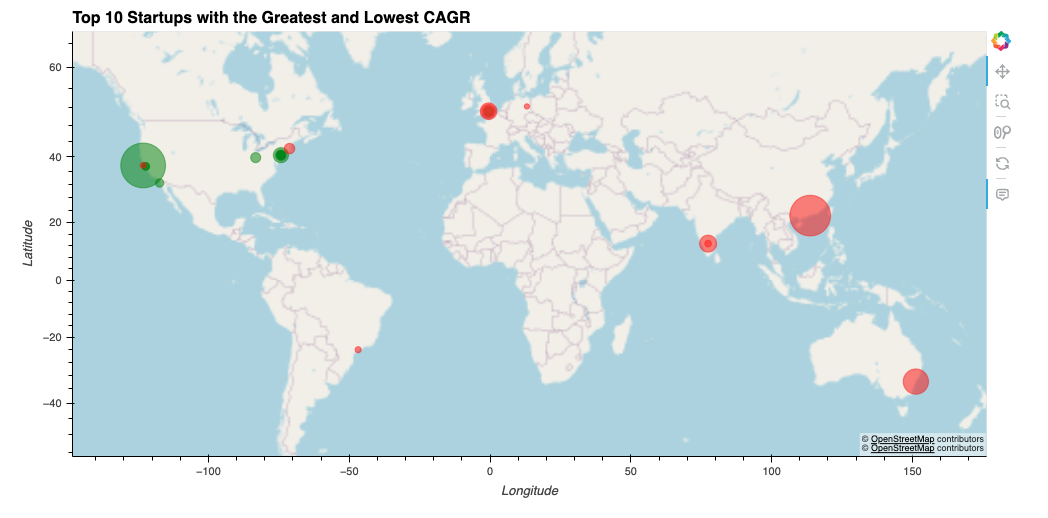 Top 10 Startups with the Greatest and Lowest CAGR
60
40
20
0
−20
−40
Latitude
−100
−50
0
50
100
150
Longitude
© OpenStreetMap contributors
© OpenStreetMap contributors